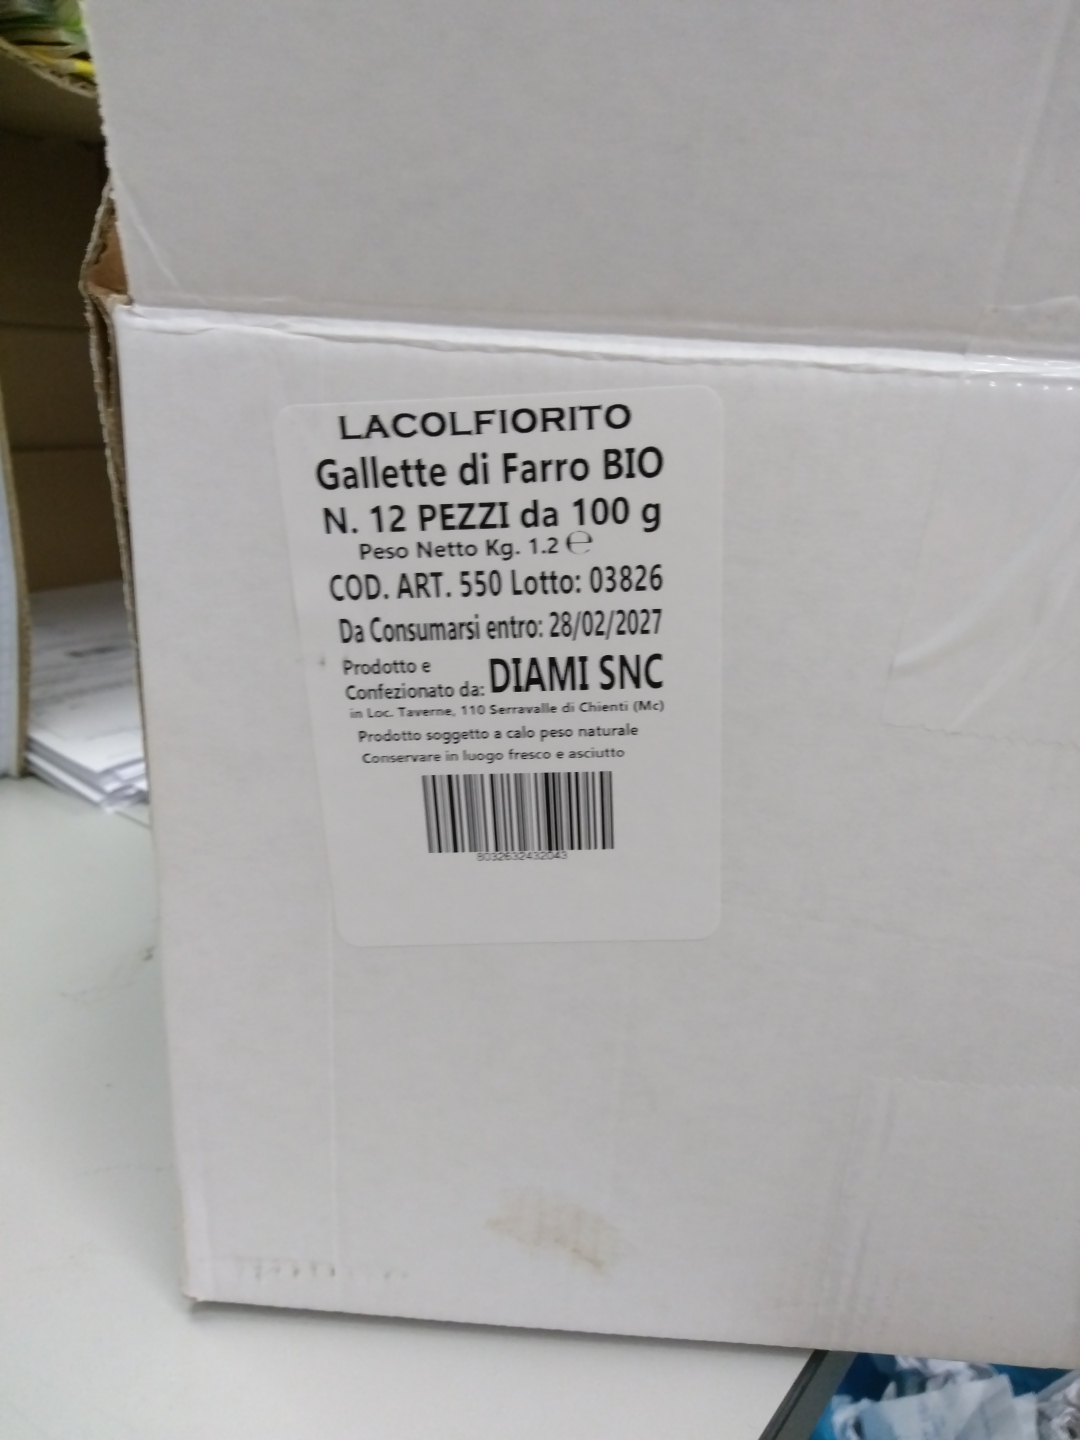 LACOLFIORITO
Gallette di Farro BIO
N. 12 PEZZI da 100 g
Peso Netto Kg. 1.2 ℮
COD. ART. 550 Lotto: 03826
Da Consumarsi entro: 28/02/2027
Prodotto e
Confezionato da: DIAMI SNC
in Loc. Taverne, 110 Serravalle di Chienti (Mc)
Prodotto soggetto a calo peso naturale
Conservare in luogo fresco e asciutto
8032632432043